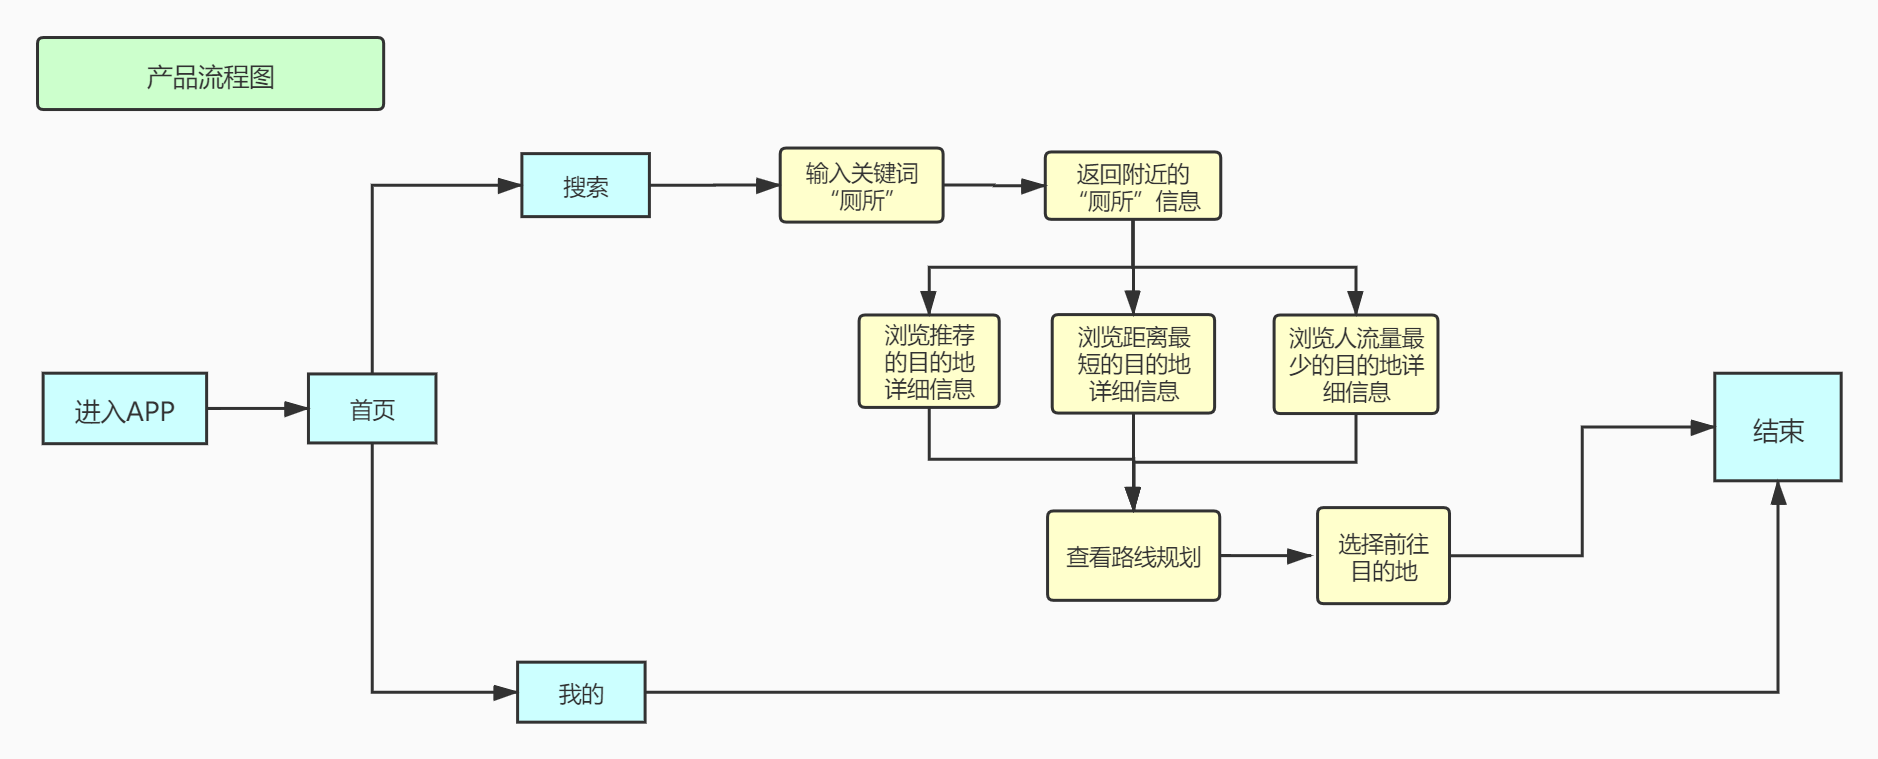 产品流程图
搜索
输入关键词
“厕所”
返回附近的
“厕所”信息
浏览推荐
的目的地
详细信息
浏览距离最
短的目的地
详细信息
浏览人流量最
少的目的地详
细信息
进入APP
首页
结束
查看路线规划
选择前往
目的地
我的